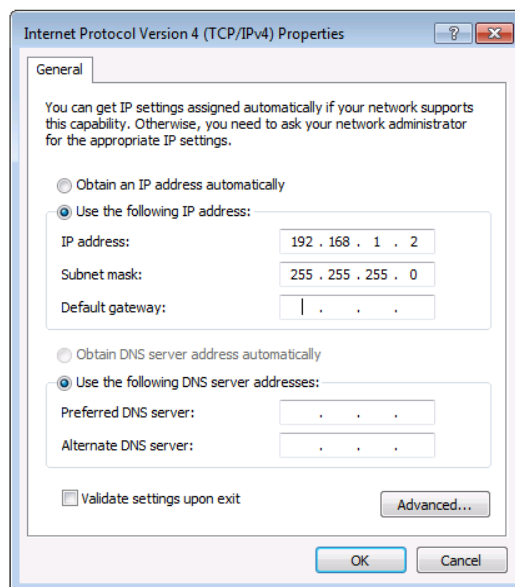 Internet Protocol Version 4 (TCP/IPv4) Properties
General
You can get IP settings assigned automatically if your network supports
this capability. Otherwise, you need to ask your network administrator
for the appropriate IP settings.
Obtain an IP address automatically
Use the following IP address:
IP address: 192 . 168 . 1 . 2
Subnet mask: 255 . 255 . 255 . 0
Default gateway: . . .
Obtain DNS server address automatically
Use the following DNS server addresses:
Preferred DNS server: . . .
Alternate DNS server: . . .
Validate settings upon exit
Advanced...
OK Cancel